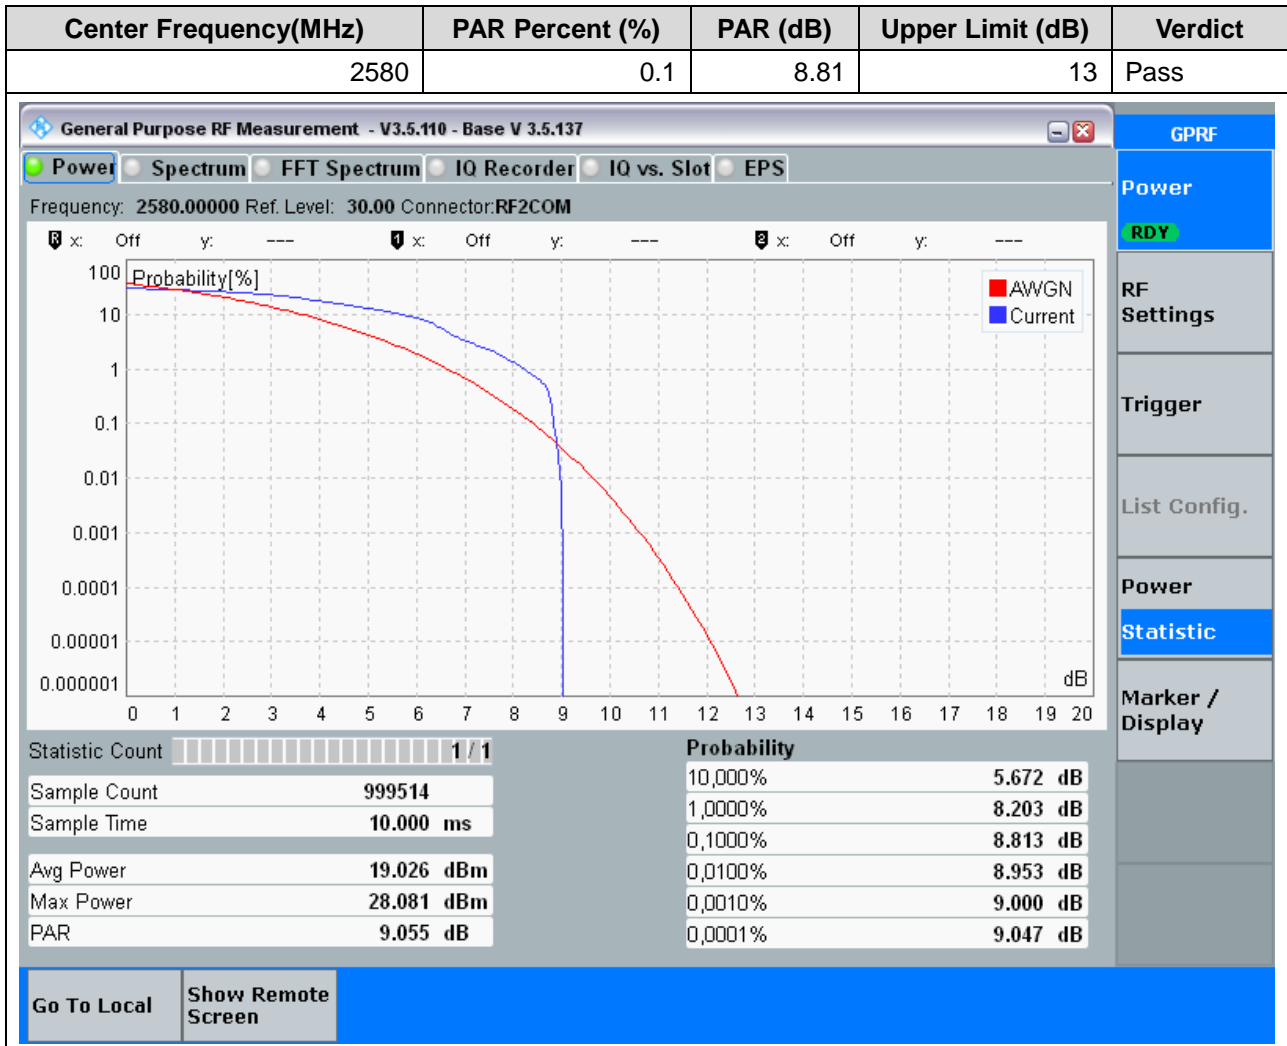 Center Frequency(MHz) PAR Percent (%) PAR (dB) Upper Limit (dB) Verdict
2580 0.1 8.81 13 Pass
General Purpose RF Measurement - V3.5.110 - Base V 3.5.137
GPRF
Power Spectrum FFT Spectrum IQ Recorder IQ vs. Slot EPS
Power
RDY
Frequency: 2580.00000 Ref. Level: 30.00 Connector:RF2COM
R x: Off y: --- 1 x: Off y: --- 2 x: Off y: ---
Probability[%]
100
10
1
0.1
0.01
0.001
0.0001
0.00001
0.000001
AWGN
Current
dB
0 1 2 3 4 5 6 7 8 9 10 11 12 13 14 15 16 17 18 19 20
RF
Settings
Trigger
List Config.
Power
Statistic
Marker /
Display
Statistic Count 1 / 1
Sample Count 999514
Sample Time 10.000 ms
Avg Power 19.026 dBm
Max Power 28.081 dBm
PAR 9.055 dB
Probability
10,000% 5.672 dB
1,0000% 8.203 dB
0,1000% 8.813 dB
0,0100% 8.953 dB
0,0010% 9.000 dB
0,0001% 9.047 dB
Go To Local
Show Remote
Screen